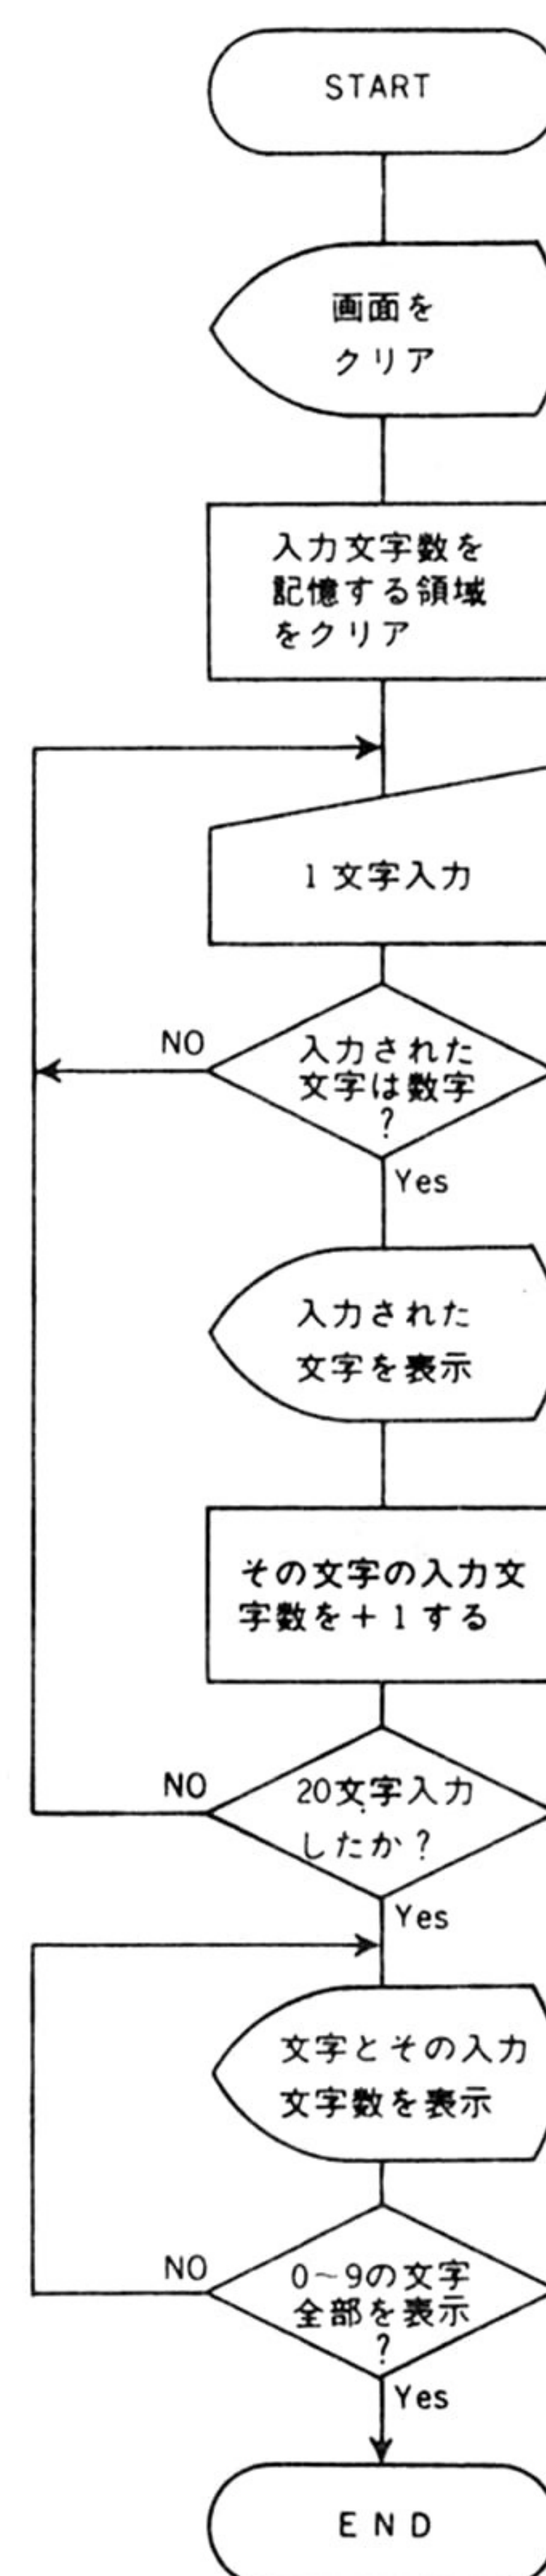 START
画面を
クリア
入力文字数を
記憶する領域
をクリア
1文字入力
NO
入力された
文字は数字
?
Yes
入力された
文字を表示
その文字の入力文
字数を+1する
NO
20文字入力
したか?
Yes
文字とその入力
文字数を表示
NO
0~9の文字
全部を表示
?
Yes
END